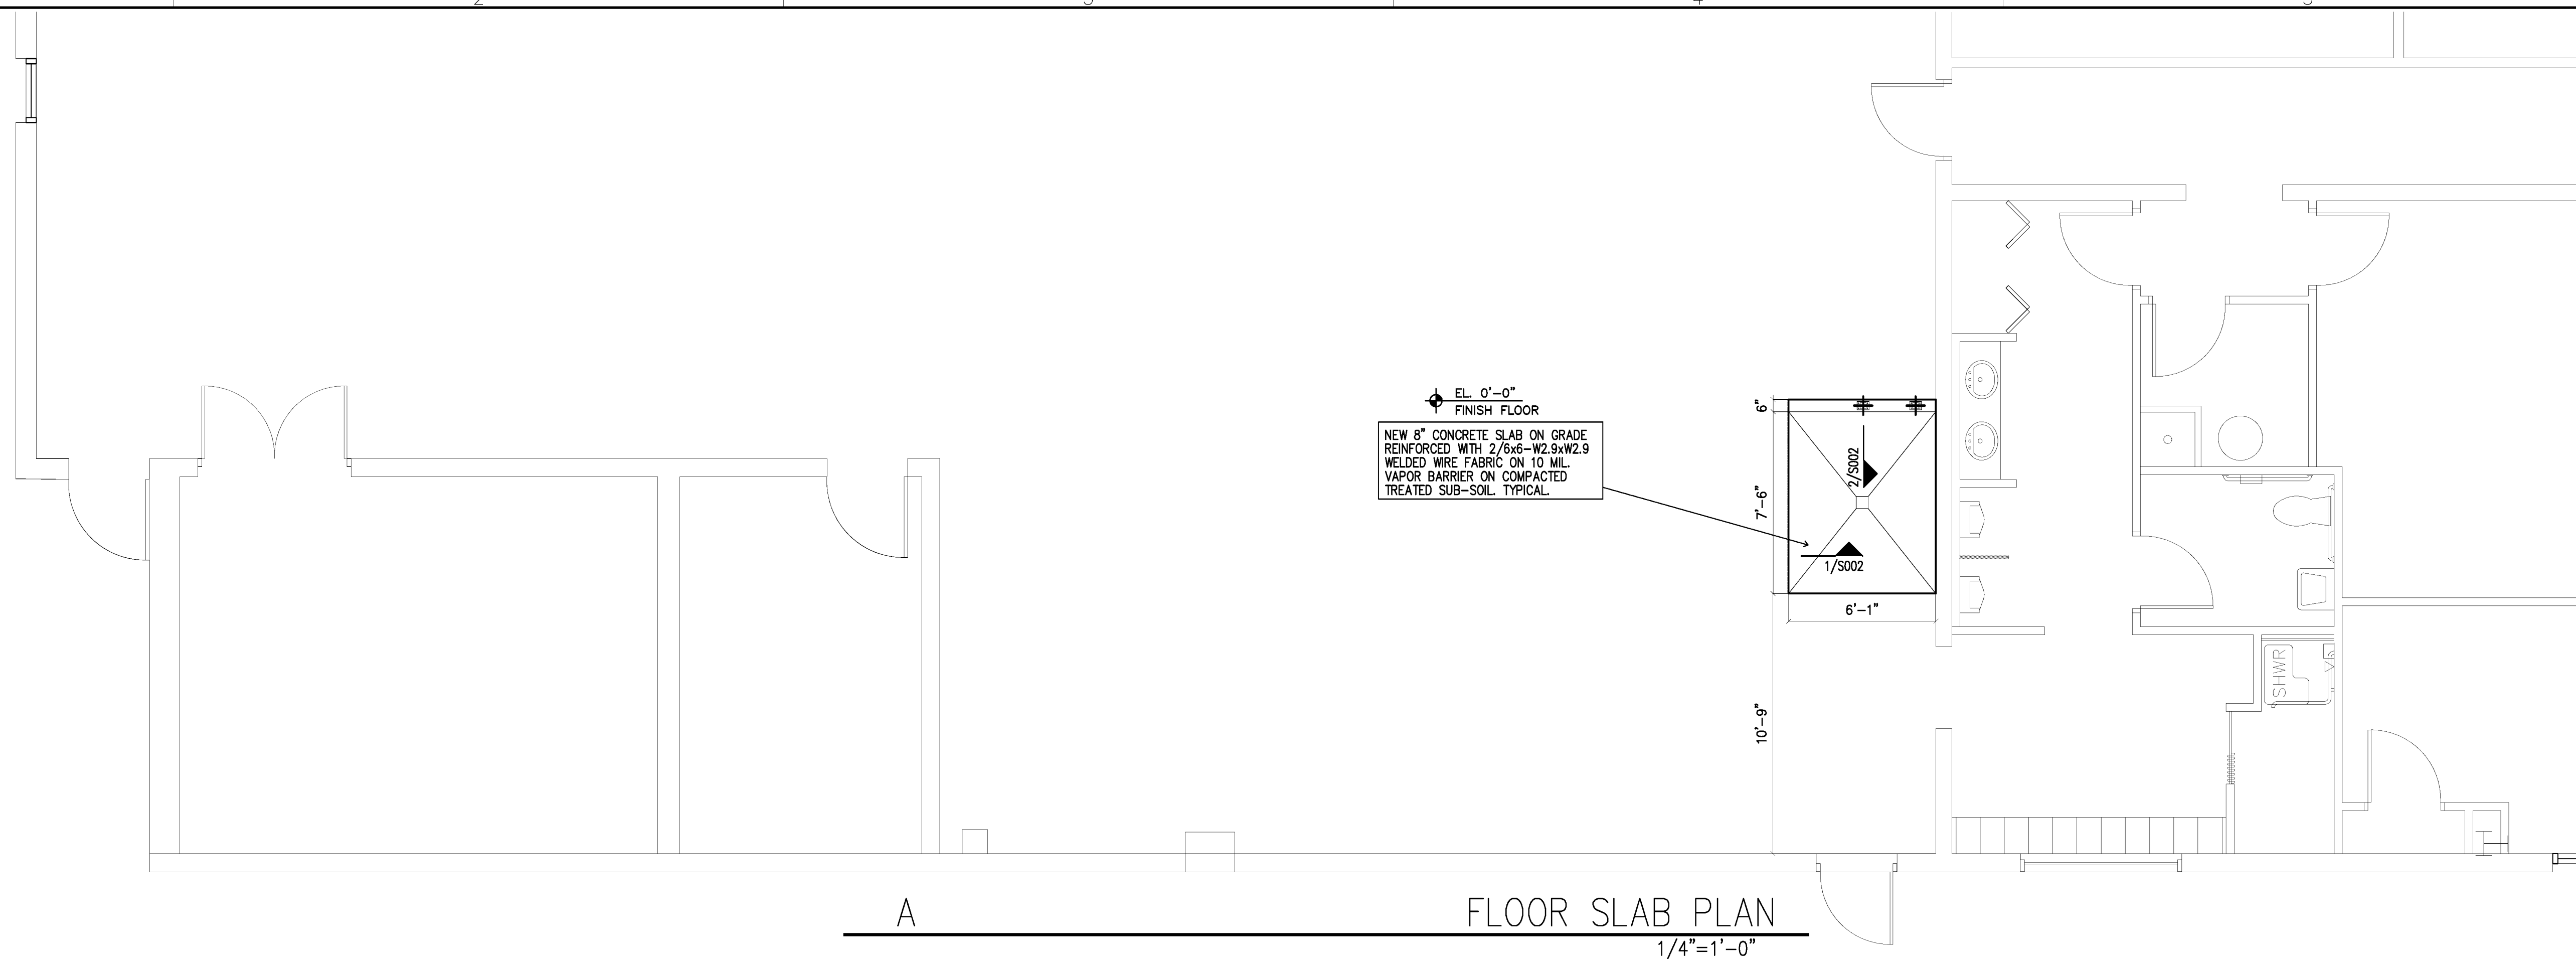 2
4
EL. 0'-0"
FINISH FLOOR
NEW 8" CONCRETE SLAB ON GRADE
REINFORCED WITH 2/6x6-W2.9xW2.9
WELDED WIRE FABRIC ON 10 MIL.
VAPOR BARRIER ON COMPACTED
TREATED SUB-SOIL. TYPICAL.
6"
7'-6"
10'-9"
2/S002
1/S002
6'-1"
SHWR
A
FLOOR SLAB PLAN
1/4"=1'-0"